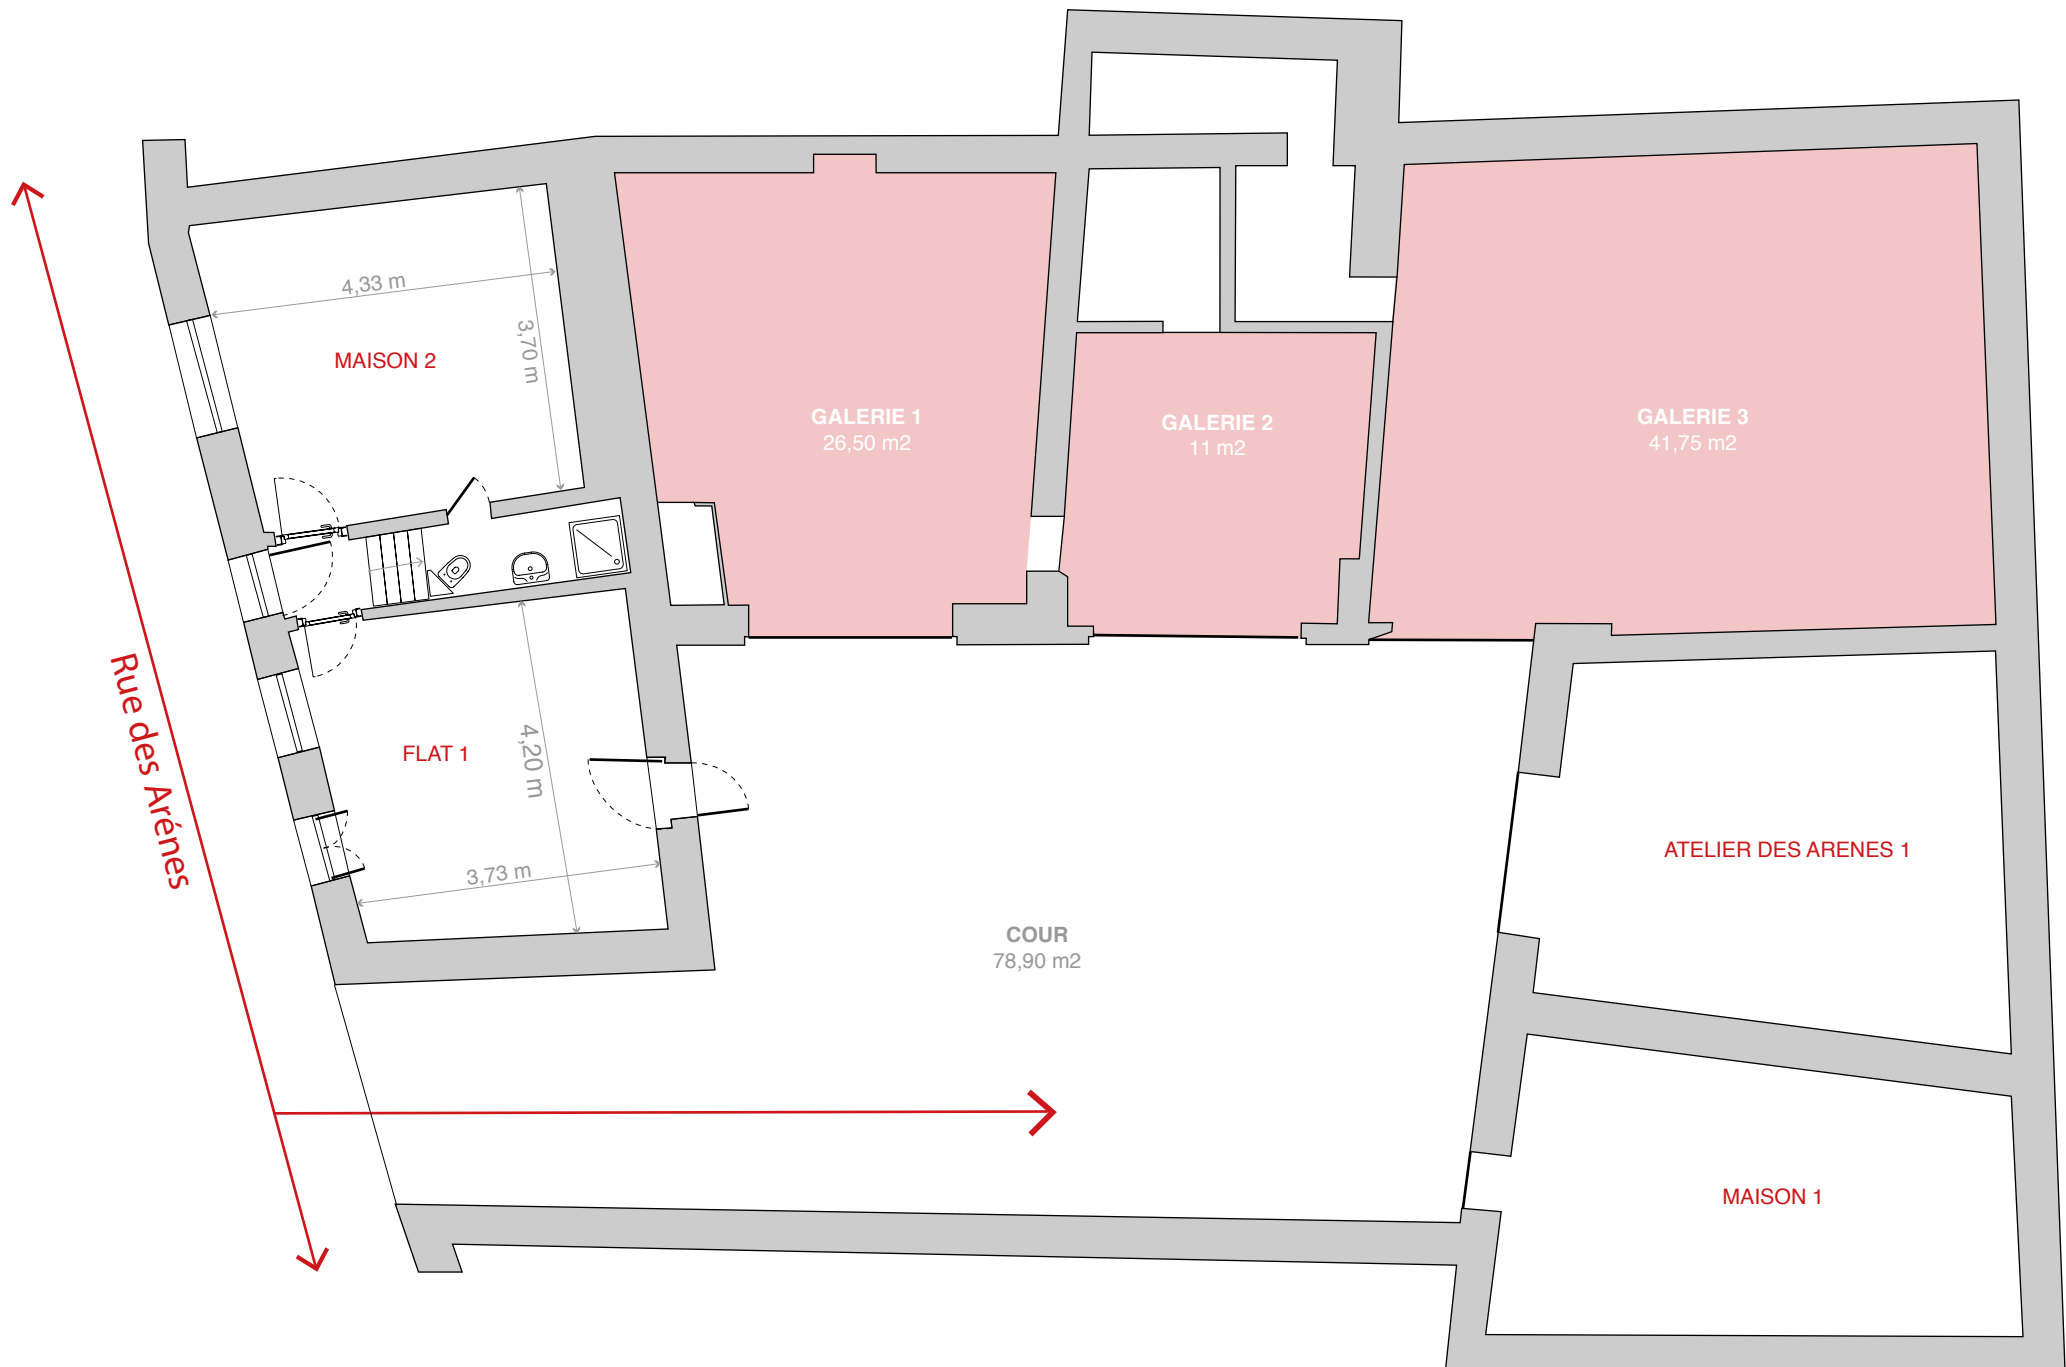 4,33 m
3,70 m
MAISON 2
GALERIE 1
26,50 m2
GALERIE 2
11 m2
GALERIE 3
41,75 m2
Rue des Arénes
FLAT 1
4,20 m
3,73 m
ATELIER DES ARENES 1
COUR
78,90 m2
MAISON 1